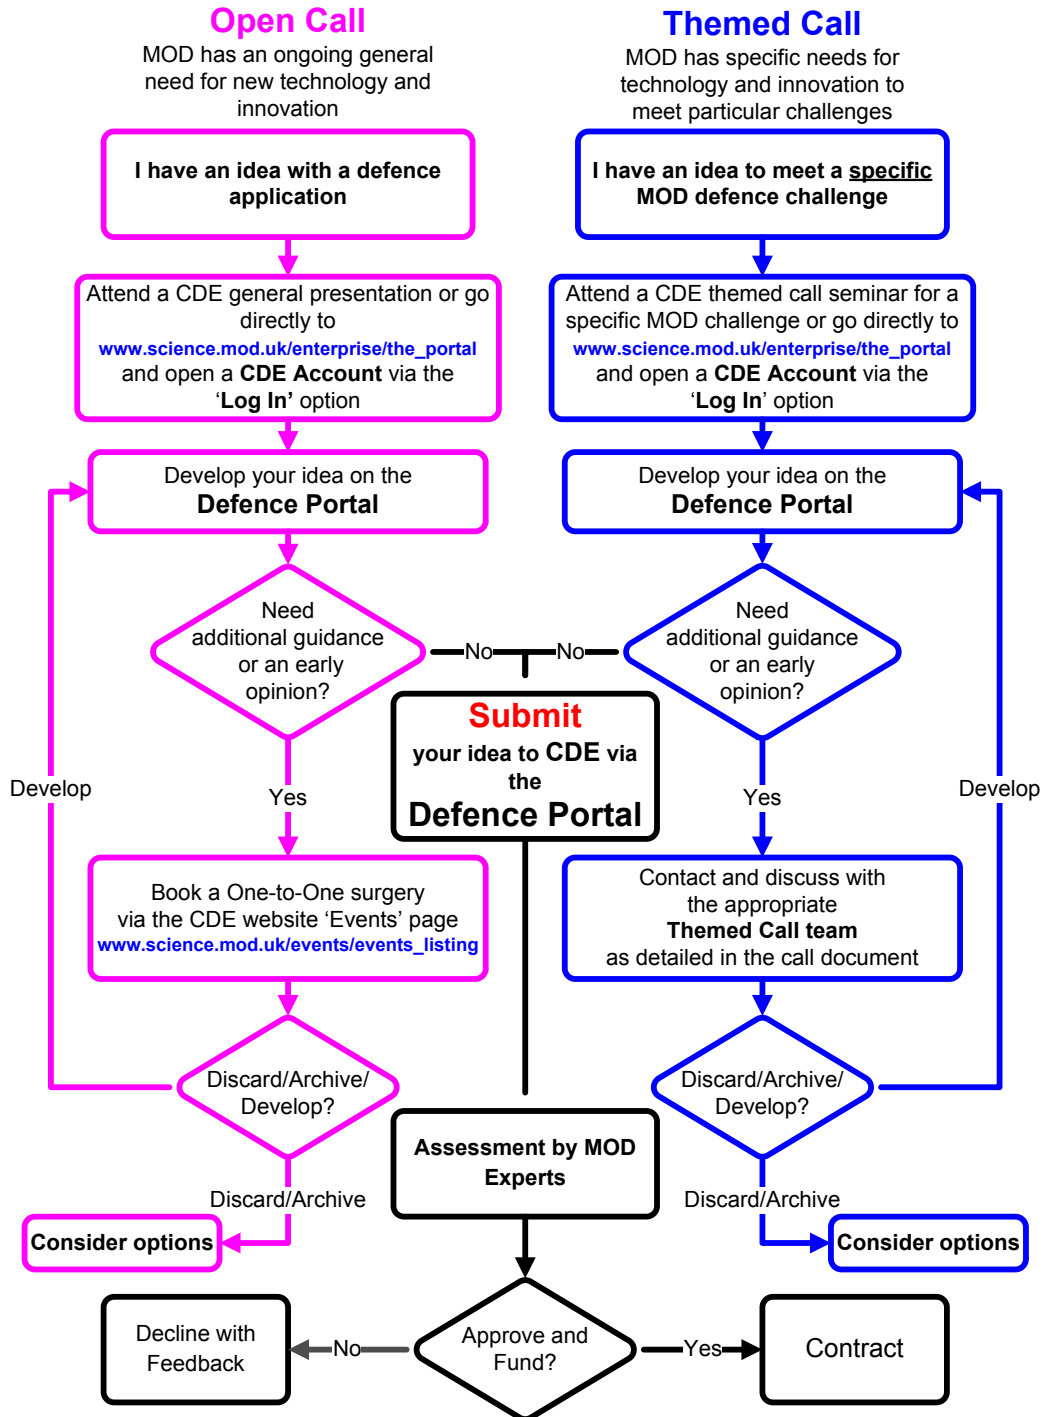 Open Call
MOD has an ongoing general
need for new technology and
innovation
Themed Call
MOD has specific needs for
technology and innovation to
meet particular challenges
I have an idea with a defence
application
I have an idea to meet a specific
MOD defence challenge
Attend a CDE general presentation or go
directly to
www.science.mod.uk/enterprise/the_portal
and open a CDE Account via the
‘Log In’ option
Attend a CDE themed call seminar for a
specific MOD challenge or go directly to
www.science.mod.uk/enterprise/the_portal
and open a CDE Account via the
‘Log In’ option
Develop your idea on the
Defence Portal
Develop your idea on the
Defence Portal
Need
additional guidance
or an early
opinion?
No
No
Need
additional guidance
or an early
opinion?
Submit
your idea to CDE via
the
Defence Portal
Develop
Yes
Yes
Develop
Book a One-to-One surgery
via the CDE website ‘Events’ page
www.science.mod.uk/events/events_listing
Contact and discuss with
the appropriate
Themed Call team
as detailed in the call document
Discard/Archive/
Develop?
Discard/Archive/
Develop?
Assessment by MOD
Experts
Discard/Archive
Discard/Archive
Consider options
Consider options
Decline with
Feedback
No
Approve and
Fund?
Yes
Contract